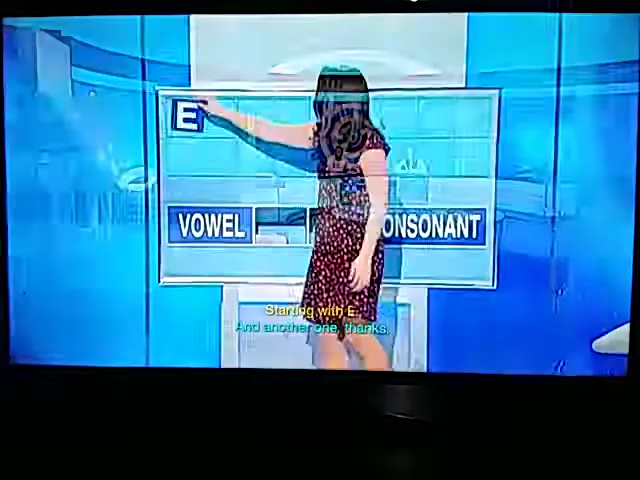 E
VOWEL
ONSONANT
Starting with E.
And another one, thanks.